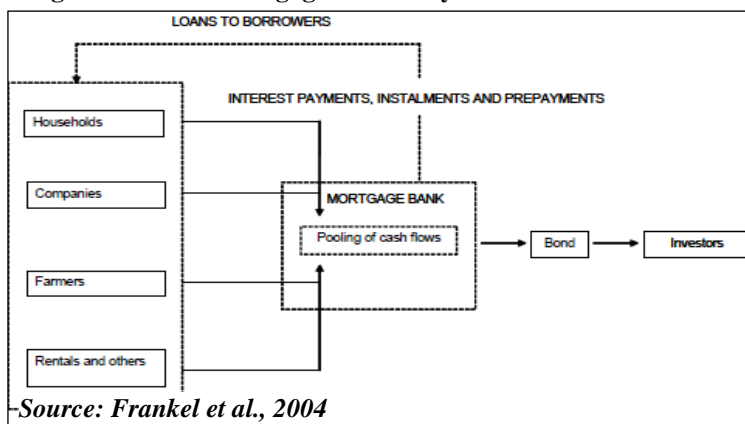 LOANS TO BORROWERS
INTEREST PAYMENTS, INSTALMENTS AND PREPAYMENTS
Households
Companies
MORTGAGE BANK
Pooling of cash flows
Bond
Investors
Farmers
Rentals and others
Source: Frankel et al., 2004